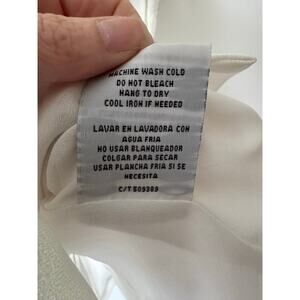 MACHINE WASH COLD
DO NOT BLEACH
HANG TO DRY
COOL IRON IF NEEDED
LAVAR EN LAVADORA CON
AGUA FRIA
NO USAR BLANQUEADOR
COLGAR PARA SECAR
USAR PLANCHA FRIA SI SE
NECESITA
C/T 509309